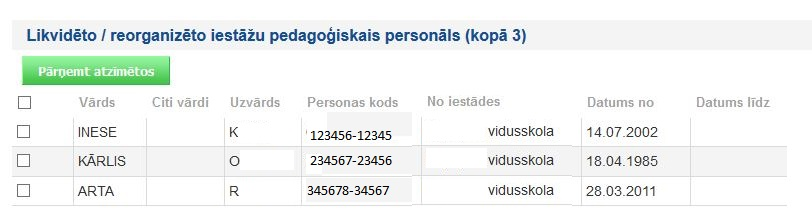 Likvidēto / reorganizēto iestāžu pedagoģiskais personāls (kopā 3)
Pārņemt atzīmētos
Vārds Citi vārdi Uzvārds Personas kods No iestādes Datums no Datums līdz
INESE K 123456-12345 vidusskola 14.07.2002
KĀRLIS O 234567-23456 vidusskola 18.04.1985
ARTA R 345678-34567 vidusskola 28.03.2011